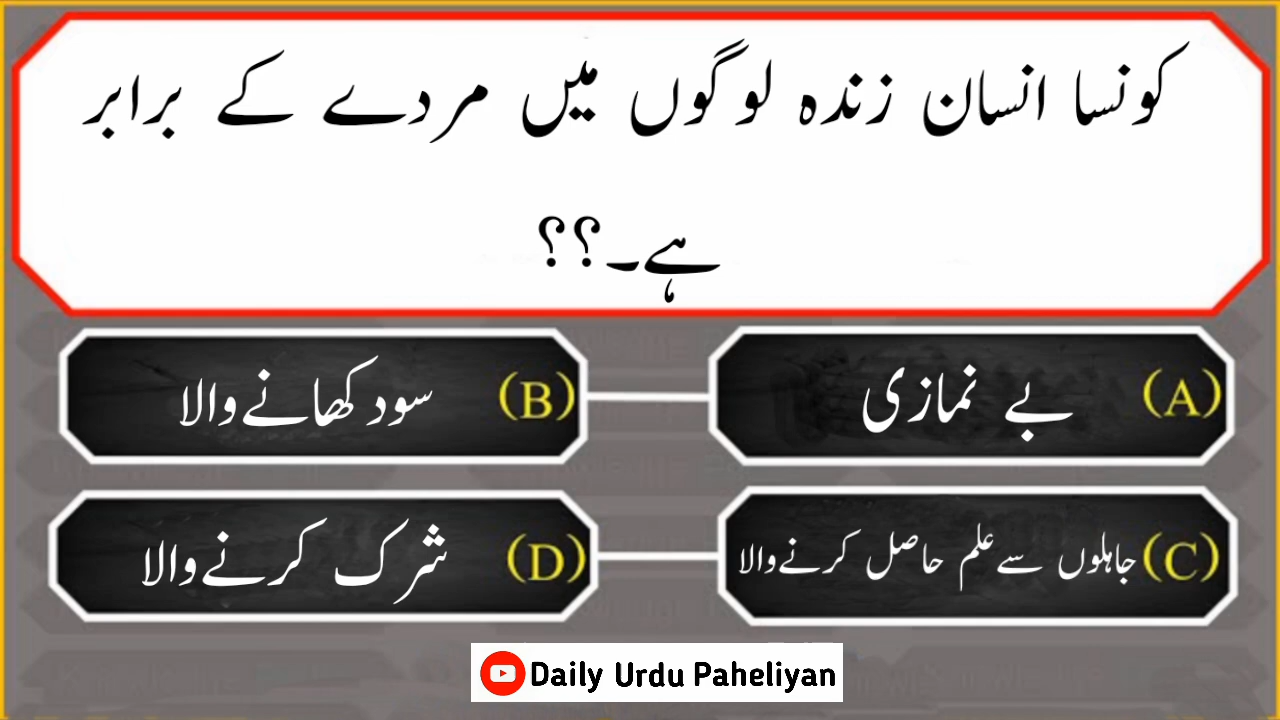 کونسا انسان زندہ لوگوں میں مردے کے برابر
ہے۔؟؟
(A) بے نمازی
(B) سود کھانے والا
(C) جاہلوں سے علم حاصل کرنے والا
(D) شرک کرنے والا
Daily Urdu Paheliyan